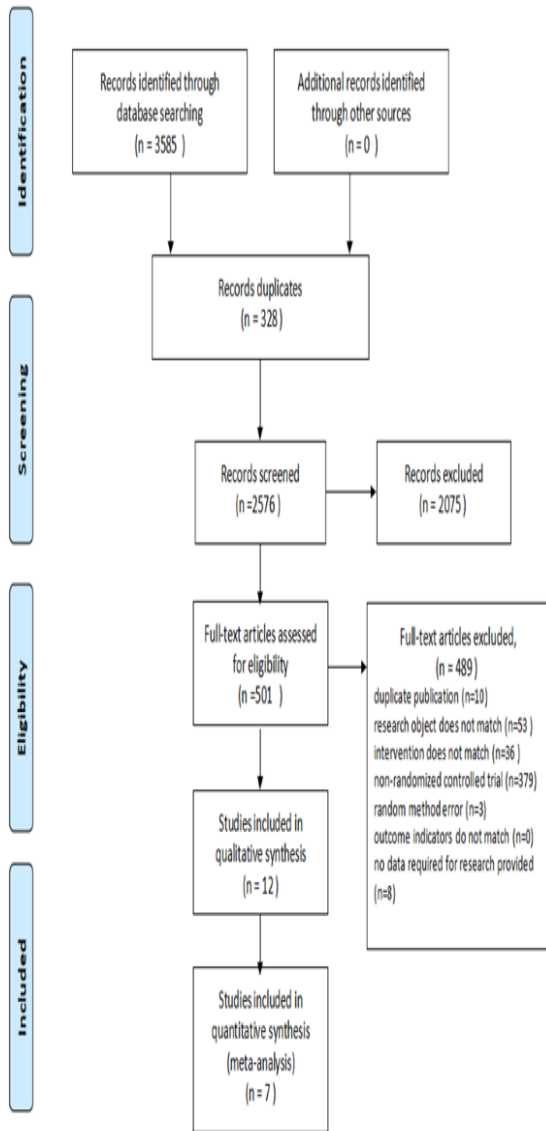 Identification
Records identified through
database searching
(n = 3585 )
Additional records identified
through other sources
(n = 0 )
Records duplicates
(n = 328)
Screening
Records screened
(n =2576)
Records excluded
(n = 2075)
Eligibility
Full-text articles assessed
for eligibility
(n =501 )
Full-text articles excluded,
(n = 489)
duplicate publication (n=10)
research object does not match (n=53 )
intervention does not match (n=36 )
non-randomized controlled trial (n=379)
random method error (n=3)
outcome indicators do not match (n=0)
no data required for research provided
(n=8)
Studies included in
qualitative synthesis
(n = 12)
Included
Studies included in
quantitative synthesis
(meta-analysis)
(n = 7 )